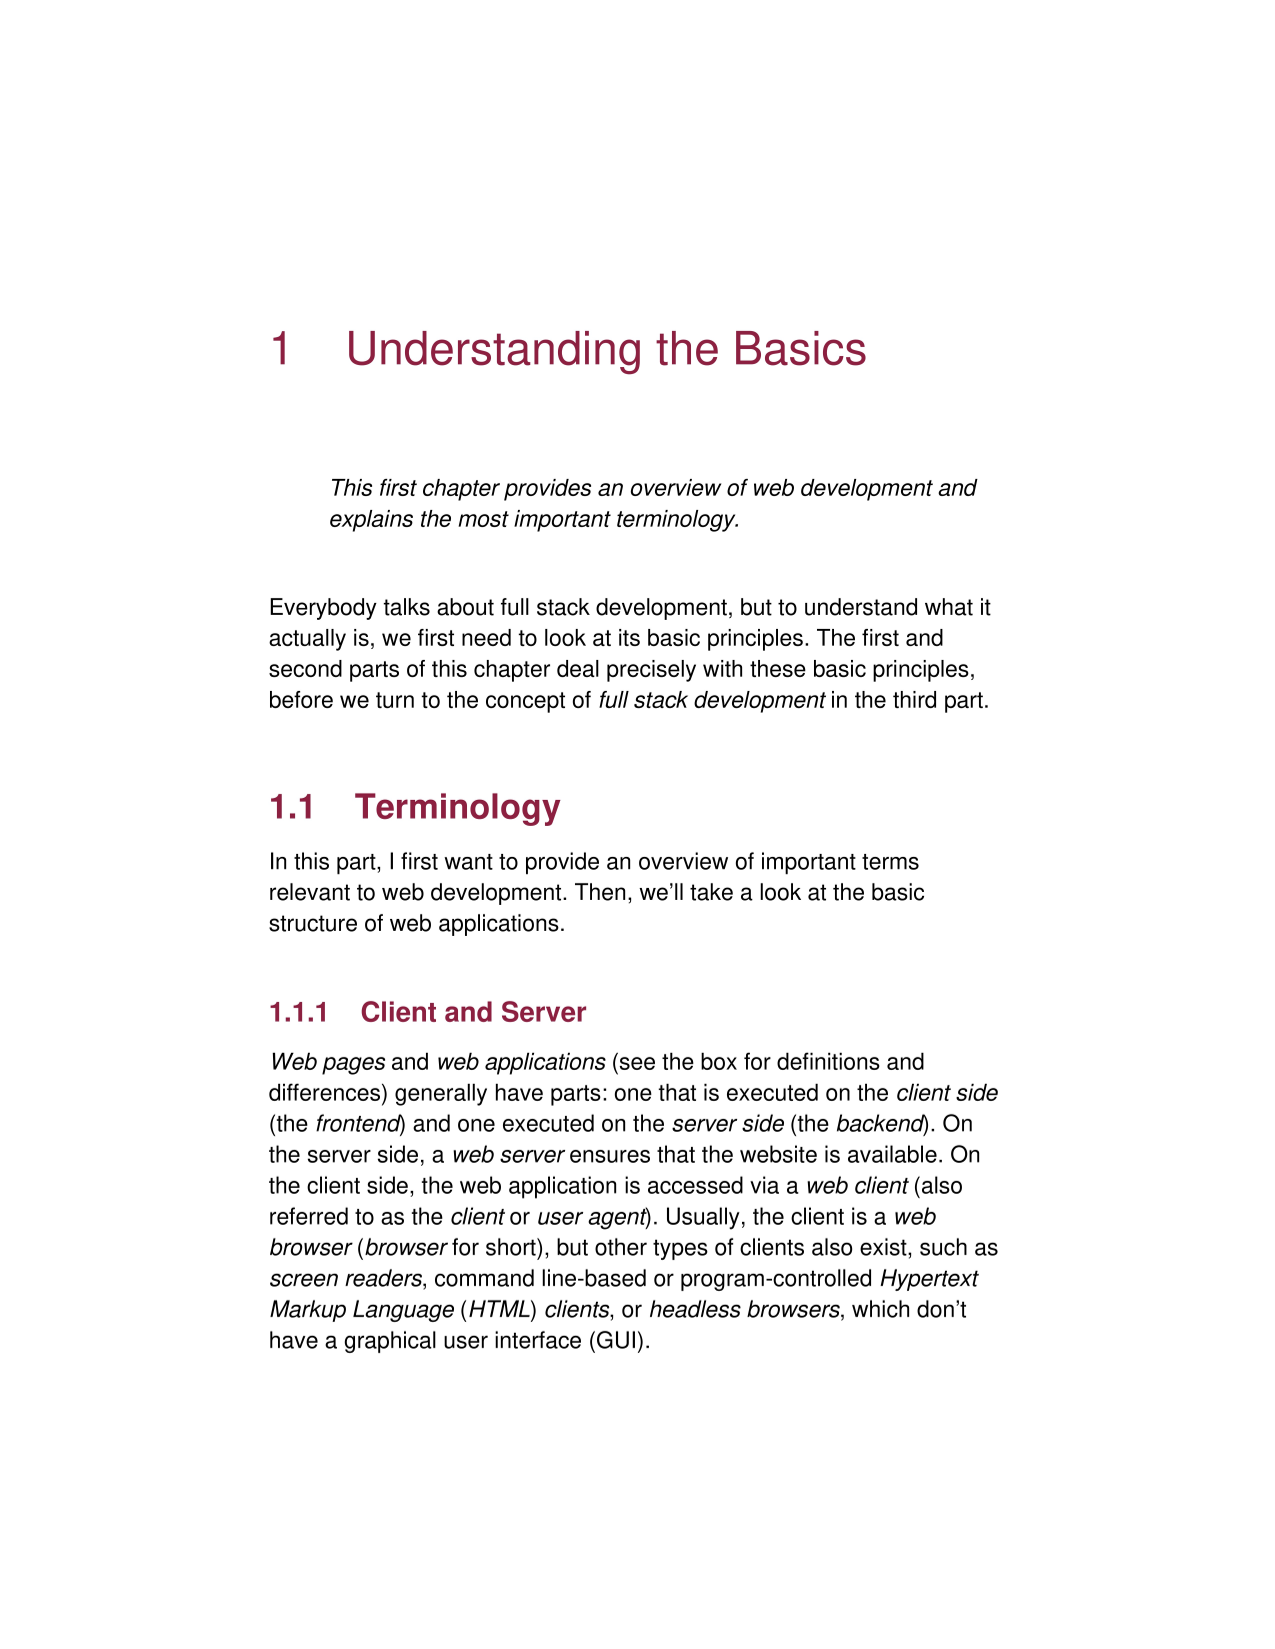 1 Understanding the Basics
This first chapter provides an overview of web development and
explains the most important terminology.
Everybody talks about full stack development, but to understand what it
actually is, we first need to look at its basic principles. The first and
second parts of this chapter deal precisely with these basic principles,
before we turn to the concept of full stack development in the third part.
1.1 Terminology
In this part, I first want to provide an overview of important terms
relevant to web development. Then, we’ll take a look at the basic
structure of web applications.
1.1.1 Client and Server
Web pages and web applications (see the box for definitions and
differences) generally have parts: one that is executed on the client side
(the frontend) and one executed on the server side (the backend). On
the server side, a web server ensures that the website is available. On
the client side, the web application is accessed via a web client (also
referred to as the client or user agent). Usually, the client is a web
browser (browser for short), but other types of clients also exist, such as
screen readers, command line-based or program-controlled Hypertext
Markup Language (HTML) clients, or headless browsers, which don’t
have a graphical user interface (GUI).